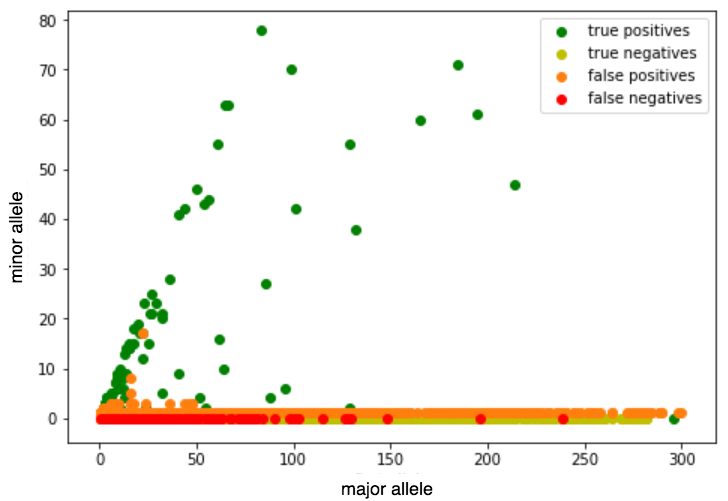 true positives
true negatives
false positives
false negatives
80
70
60
50
40
30
20
10
0
minor allele
0
50
100
150
200
250
300
major allele